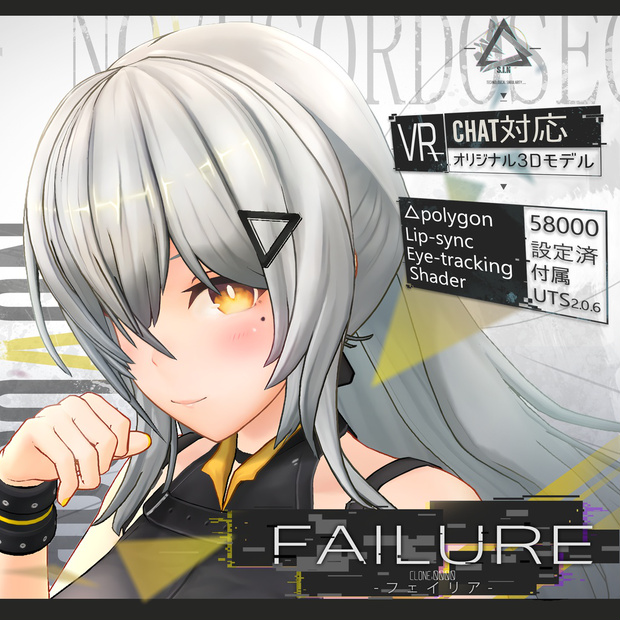 S.I.N
VR
CHAT対応
オリジナル3Dモデル
△polygon 58000
Lip-sync 設定済
Eye-tracking 付属
Shader UTS2.0.6
FAILURE
-フェイリア-